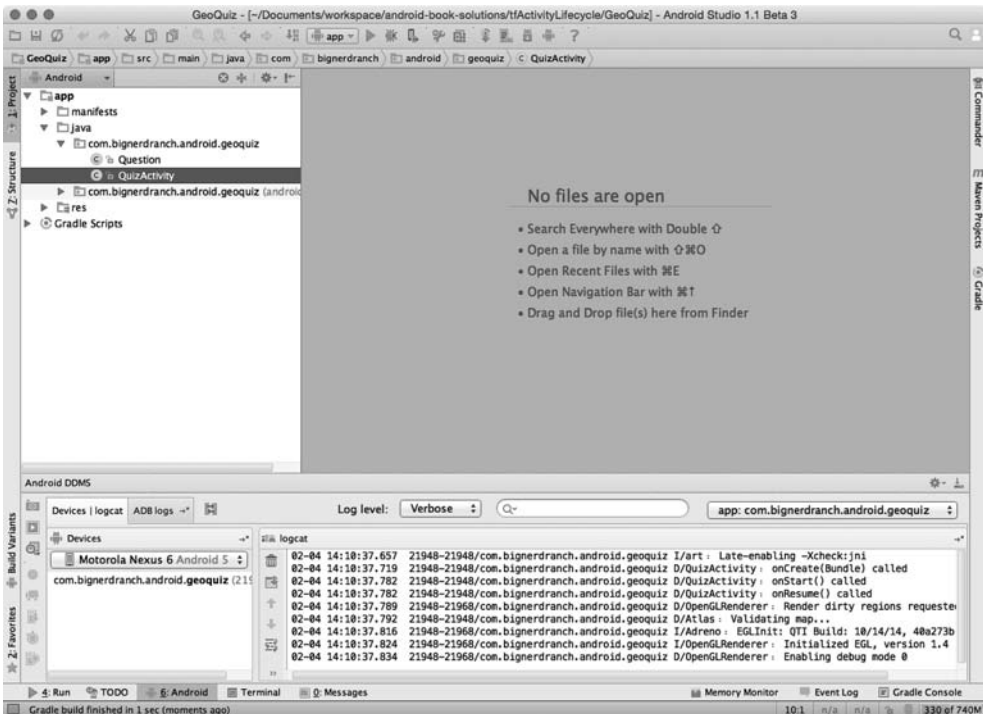 GeoQuiz - [~/Documents/workspace/android-book-solutions/tfActivityLifecycle/GeoQuiz] - Android Studio 1.1 Beta 3
app
?
GeoQuiz app src main java com bignerdranch android geoquiz C QuizActivity
1: Project
Z: Structure
Build Variants
2: Favorites
Android
app
manifests
java
com.bignerdranch.android.geoquiz
C Question
C QuizActivity
com.bignerdranch.android.geoquiz (android
res
Gradle Scripts
No files are open
• Search Everywhere with Double ⇧
• Open a file by name with ⇧⌘O
• Open Recent Files with ⌘E
• Open Navigation Bar with ⌘↑
• Drag and Drop file(s) here from Finder
Commander
m Maven Projects
Gradle
Android DDMS
Devices | logcat ADB logs Log level: Verbose app: com.bignerdranch.android.geoquiz
Devices
Motorola Nexus 6 Android 5
com.bignerdranch.android.geoquiz (219
logcat
02-04 14:10:37.657 21948-21948/com.bignerdranch.android.geoquiz I/art﹕ Late-enabling -Xcheck:jni
02-04 14:10:37.719 21948-21948/com.bignerdranch.android.geoquiz D/QuizActivity﹕ onCreate(Bundle) called
02-04 14:10:37.782 21948-21948/com.bignerdranch.android.geoquiz D/QuizActivity﹕ onStart() called
02-04 14:10:37.782 21948-21948/com.bignerdranch.android.geoquiz D/QuizActivity﹕ onResume() called
02-04 14:10:37.789 21948-21968/com.bignerdranch.android.geoquiz D/OpenGLRenderer﹕ Render dirty regions requeste
02-04 14:10:37.792 21948-21948/com.bignerdranch.android.geoquiz D/Atlas﹕ Validating map...
02-04 14:10:37.816 21948-21968/com.bignerdranch.android.geoquiz I/Adreno﹕ EGLInit: QTI Build: 10/14/14, 40a273b
02-04 14:10:37.824 21948-21968/com.bignerdranch.android.geoquiz I/OpenGLRenderer﹕ Initialized EGL, version 1.4
02-04 14:10:37.834 21948-21968/com.bignerdranch.android.geoquiz D/OpenGLRenderer﹕ Enabling debug mode 0
4: Run TODO 6: Android Terminal 0: Messages Memory Monitor Event Log Gradle Console
Gradle build finished in 1 sec (moments ago) 10:1 n/a n/a 330 of 740M